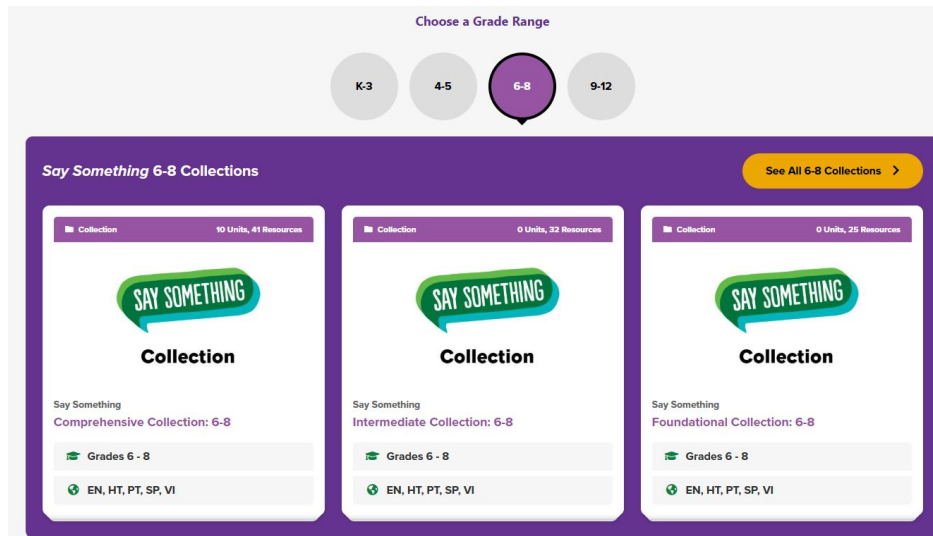 Choose a Grade Range
K-3
4-5
6-8
9-12
Say Something 6-8 Collections
See All 6-8 Collections
Collection
10 Units, 41 Resources
SAY SOMETHING
Collection
Say Something
Comprehensive Collection: 6-8
Grades 6 - 8
EN, HT, PT, SP, VI
Collection
0 Units, 32 Resources
SAY SOMETHING
Collection
Say Something
Intermediate Collection: 6-8
Grades 6 - 8
EN, HT, PT, SP, VI
Collection
0 Units, 25 Resources
SAY SOMETHING
Collection
Say Something
Foundational Collection: 6-8
Grades 6 - 8
EN, HT, PT, SP, VI